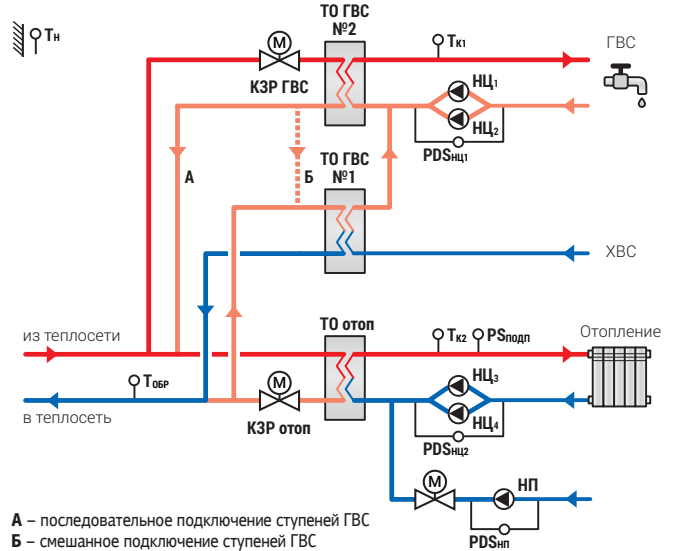 Tн
М
КЗР ГВС
ТО ГВС
№2
Tк1
ГВС
НЦ1
НЦ2
PDSнц1
А
Б
ТО ГВС
№1
ХВС
из теплосети
ТО отоп
Tк2
PSподп
Отопление
Tобр
М
КЗР отоп
в теплосеть
НЦ3
НЦ4
PDSнц2
М
НП
PDSнп
А – последовательное подключение ступеней ГВС
Б – смешанное подключение ступеней ГВС